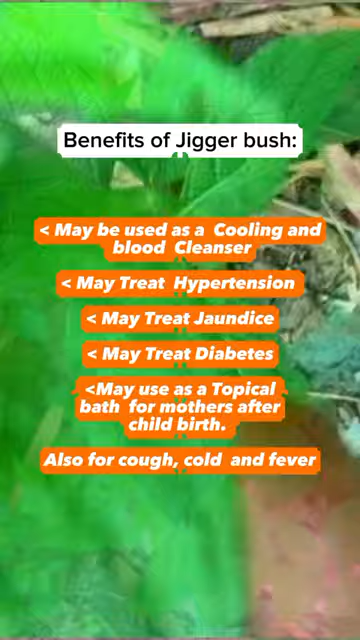 Benefits of Jigger bush:
< May be used as a Cooling and
blood Cleanser
< May Treat Hypertension
< May Treat Jaundice
< May Treat Diabetes
<May use as a Topical
bath for mothers after
child birth.
Also for cough, cold and fever